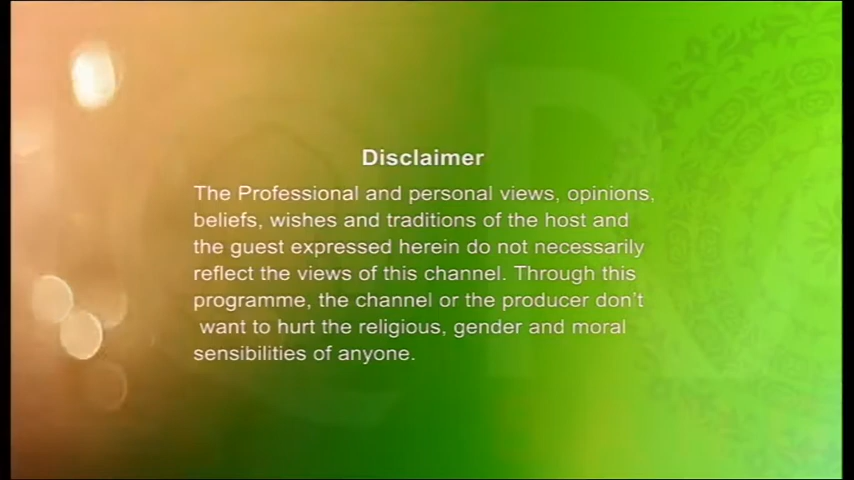 Disclaimer
The Professional and personal views, opinions,
beliefs, wishes and traditions of the host and
the guest expressed herein do not necessarily
reflect the views of this channel. Through this
programme, the channel or the producer don't
want to hurt the religious, gender and moral
sensibilities of anyone.